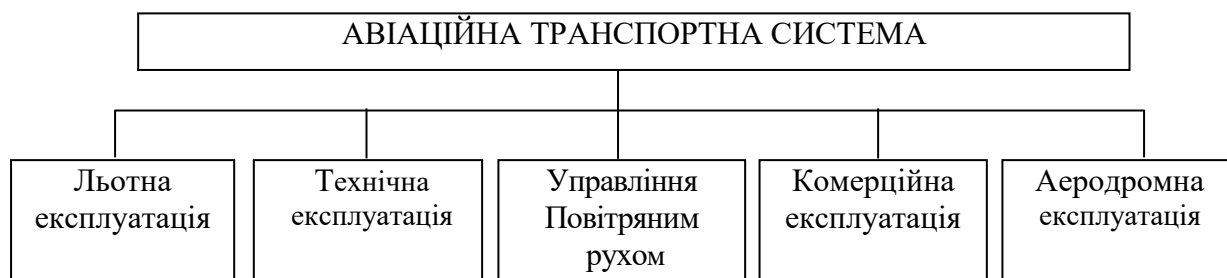 АВІАЦІЙНА ТРАНСПОРТНА СИСТЕМА
Льотна
експлуатація
Технічна
експлуатація
Управління
Повітряним
рухом
Комерційна
експлуатація
Аеродромна
експлуатація